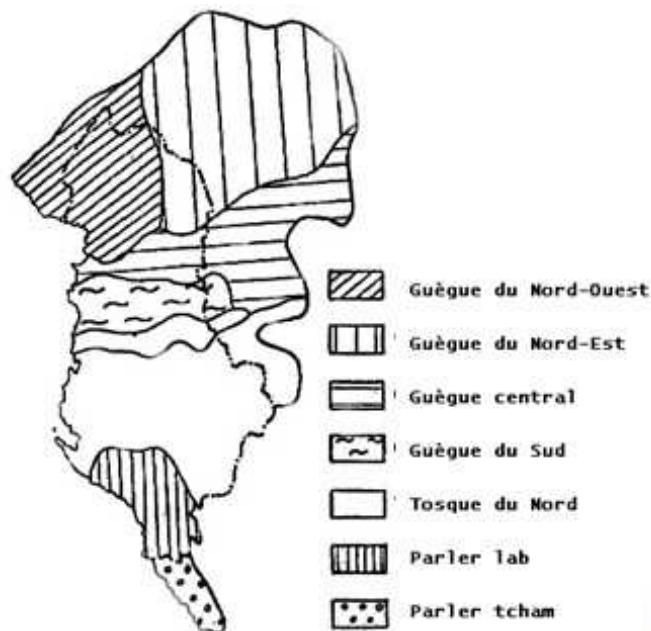 Guègue du Nord-Ouest
Guègue du Nord-Est
Guègue central
Guègue du Sud
Tosque du Nord
Parler lab
Parler tcham